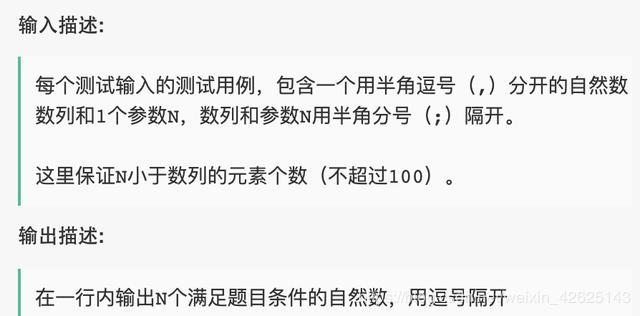 输入描述:
每个测试输入的测试用例，包含一个用半角逗号（,）分开的自然数
数列和1个参数N，数列和参数N用半角分号（;）隔开。
这里保证N小于数列的元素个数（不超过100）。
输出描述:
在一行内输出N个满足题目条件的自然数，用逗号隔开
weixin_42625143